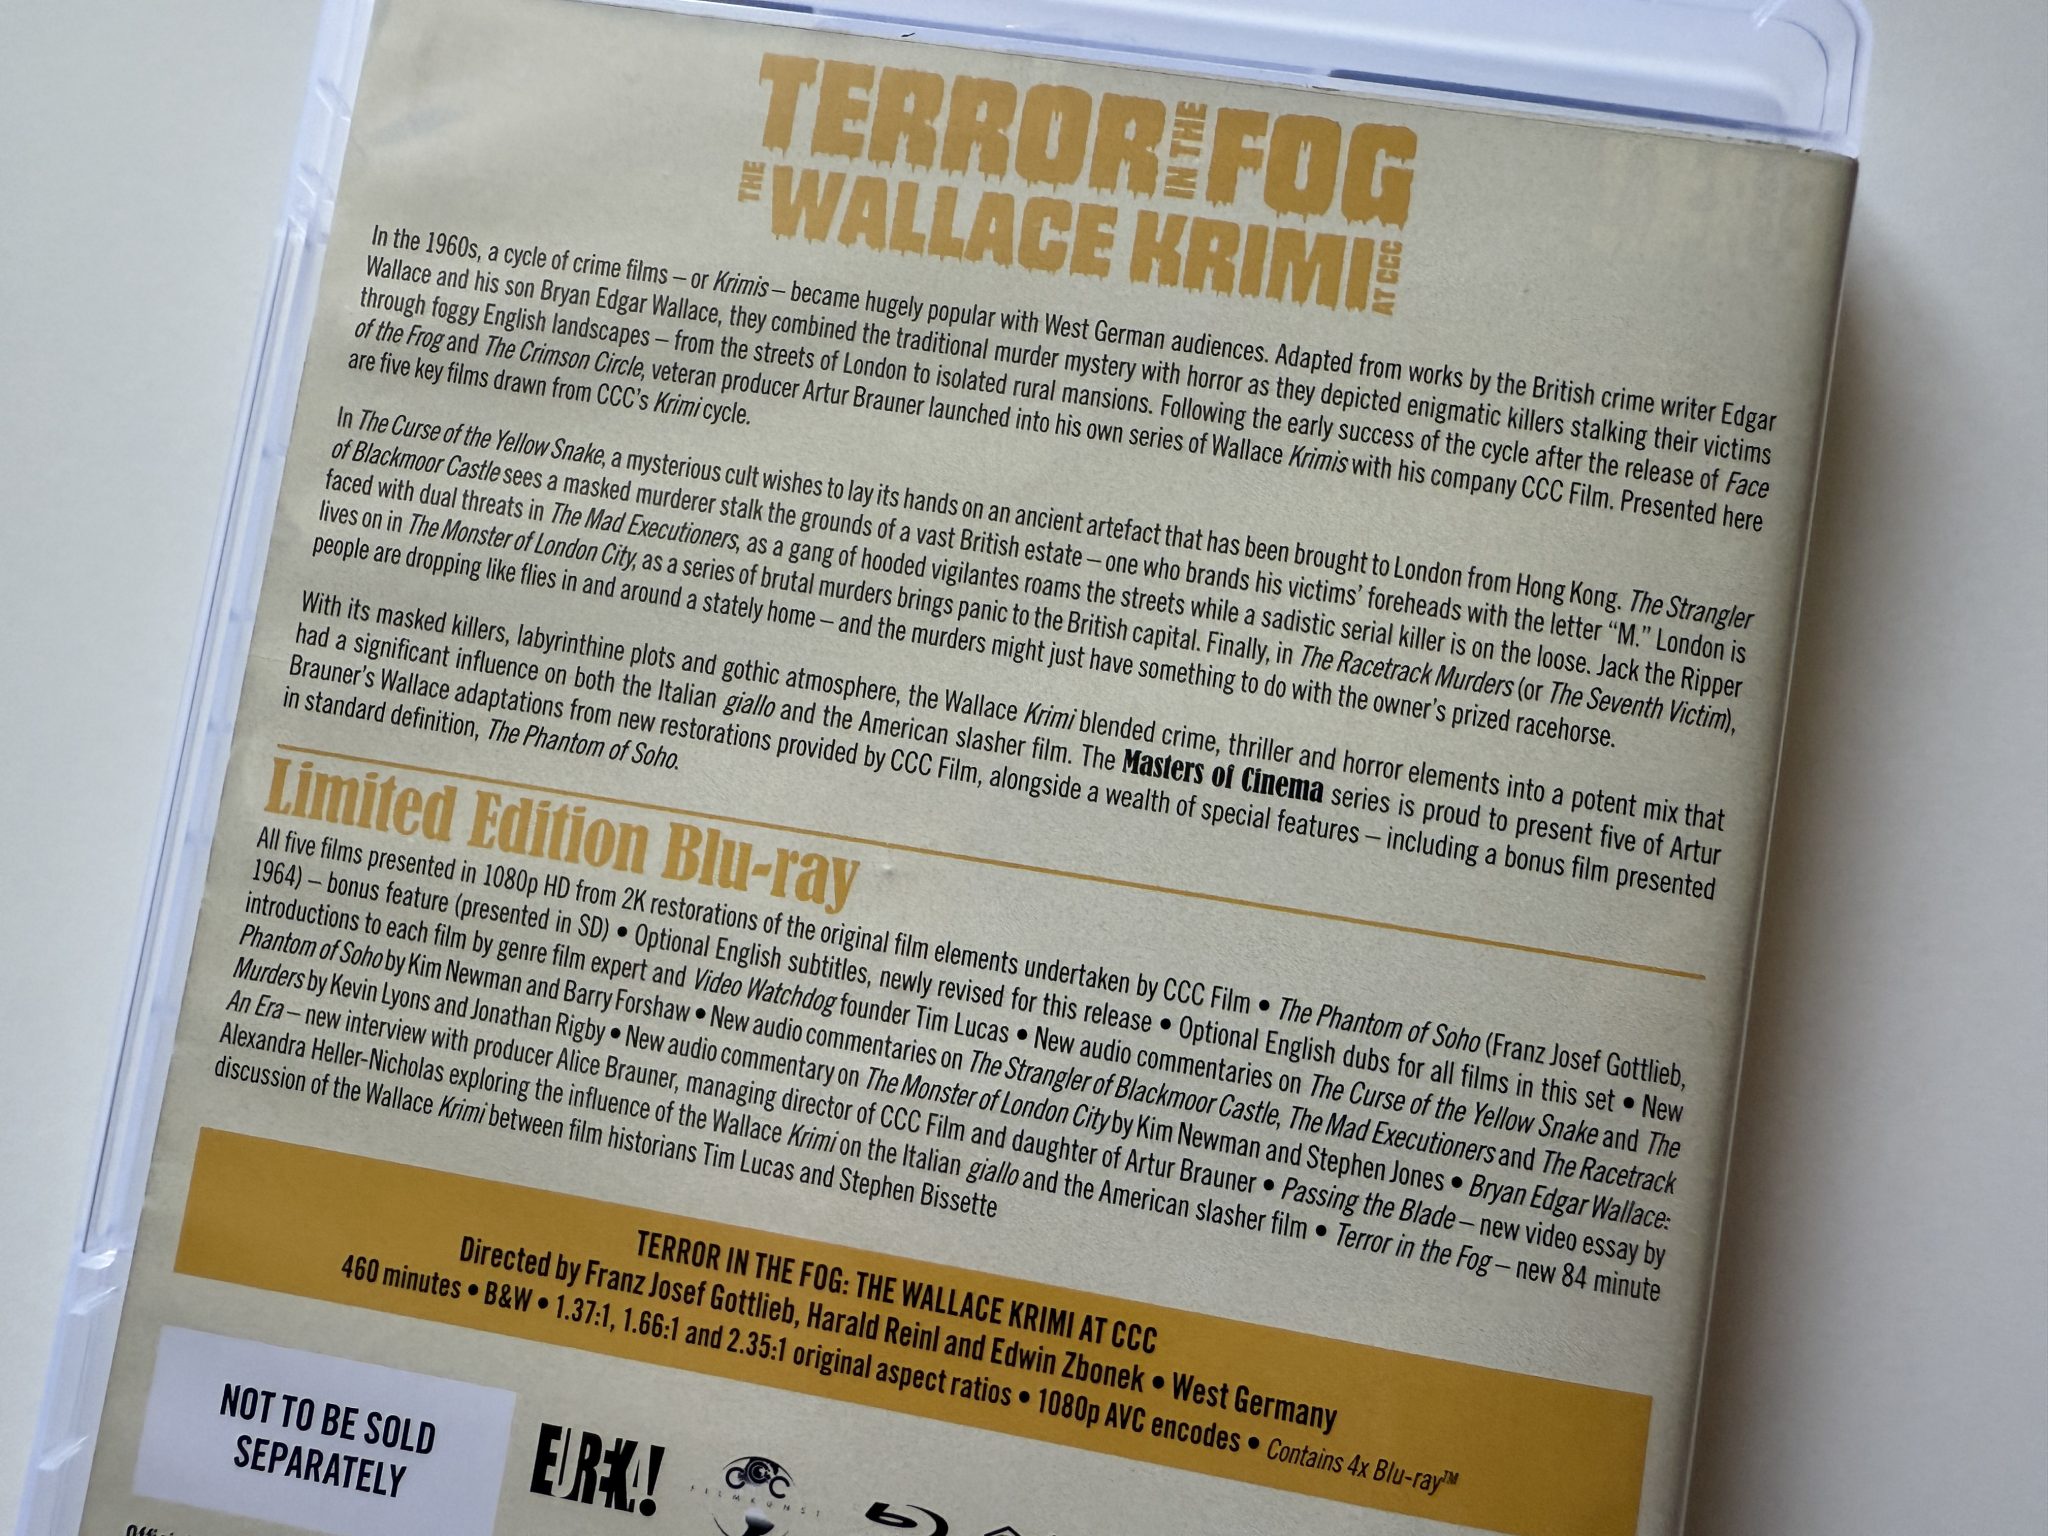 TERROR IN THE FOG
THE WALLACE KRIMI AT CCC
In the 1960s, a cycle of crime films – or Krimis – became hugely popular with West German audiences. Adapted from works by the British crime writer Edgar
Wallace and his son Bryan Edgar Wallace, they combined the traditional murder mystery with horror as they depicted enigmatic killers stalking their victims
through foggy English landscapes – from the streets of London to isolated rural mansions. Following the early success of the cycle after the release of Face
of the Frog and The Crimson Circle, veteran producer Artur Brauner launched into his own series of Wallace Krimis with his company CCC Film. Presented here
are five key films drawn from CCC's Krimi cycle.
In The Curse of the Yellow Snake, a mysterious cult wishes to lay its hands on an ancient artefact that has been brought to London from Hong Kong. The Strangler
of Blackmoor Castle sees a masked murderer stalk the grounds of a vast British estate – one who brands his victims' foreheads with the letter “M.” London is
faced with dual threats in The Mad Executioners, as a gang of hooded vigilantes roams the streets while a sadistic serial killer is on the loose. Jack the Ripper
lives on in The Monster of London City, as a series of brutal murders brings panic to the British capital. Finally, in The Racetrack Murders (or The Seventh Victim),
people are dropping like flies in and around a stately home – and the murders might just have something to do with the owner's prized racehorse.
With its masked killers, labyrinthine plots and gothic atmosphere, the Wallace Krimi blended crime, thriller and horror elements into a potent mix that
had a significant influence on both the Italian giallo and the American slasher film. The Masters of Cinema series is proud to present five of Artur
Brauner's Wallace adaptations from new restorations provided by CCC Film, alongside a wealth of special features – including a bonus film presented
in standard definition, The Phantom of Soho.
Limited Edition Blu-ray
All five films presented in 1080p HD from 2K restorations of the original film elements undertaken by CCC Film • The Phantom of Soho (Franz Josef Gottlieb,
1964) – bonus feature (presented in SD) • Optional English subtitles, newly revised for this release • Optional English dubs for all films in this set • New
introductions to each film by genre film expert and Video Watchdog founder Tim Lucas • New audio commentaries on The Curse of the Yellow Snake and The
Phantom of Soho by Kim Newman and Barry Forshaw • New audio commentaries on The Strangler of Blackmoor Castle, The Mad Executioners and The Racetrack
Murders by Kevin Lyons and Jonathan Rigby • New audio commentary on The Monster of London City by Kim Newman and Stephen Jones • Bryan Edgar Wallace:
An Era – new interview with producer Alice Brauner, managing director of CCC Film and daughter of Artur Brauner • Passing the Blade – new video essay by
Alexandra Heller-Nicholas exploring the influence of the Wallace Krimi on the Italian giallo and the American slasher film • Terror in the Fog – new 84 minute
discussion of the Wallace Krimi between film historians Tim Lucas and Stephen Bissette
TERROR IN THE FOG: THE WALLACE KRIMI AT CCC
Directed by Franz Josef Gottlieb, Harald Reinl and Edwin Zbonek • West Germany
460 minutes • B&W • 1.37:1, 1.66:1 and 2.35:1 original aspect ratios • 1080p AVC encodes • Contains 4x Blu-ray™
NOT TO BE SOLD
SEPARATELY
EUREKA!
CCC
FILMKUNST